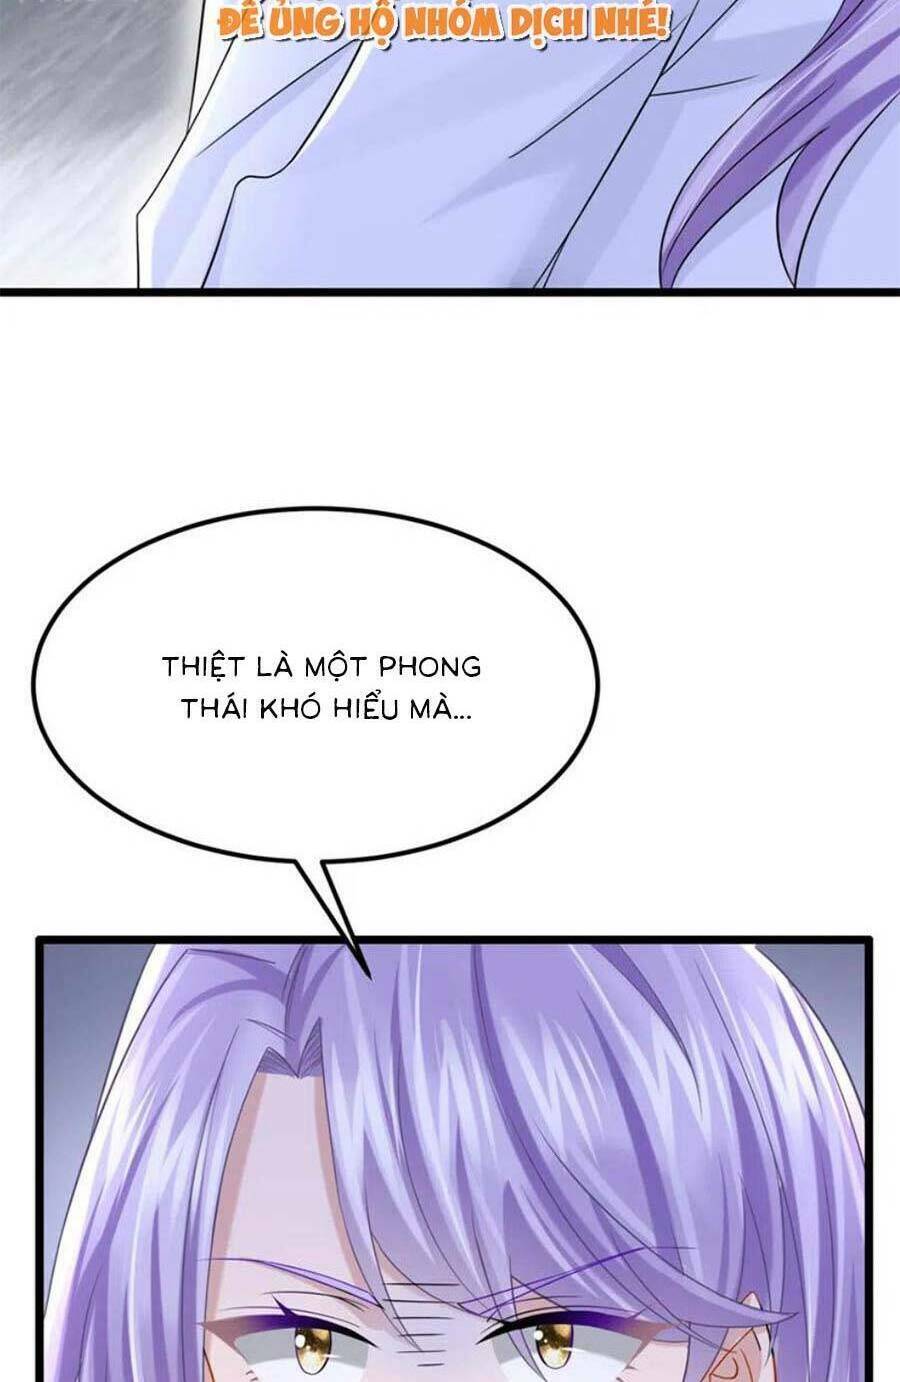 ĐỂ ỦNG HỘ NHÓM DỊCH NHÉ!
THIỆT LÀ MỘT PHONG
THÁI KHÓ HIỂU MÀ...